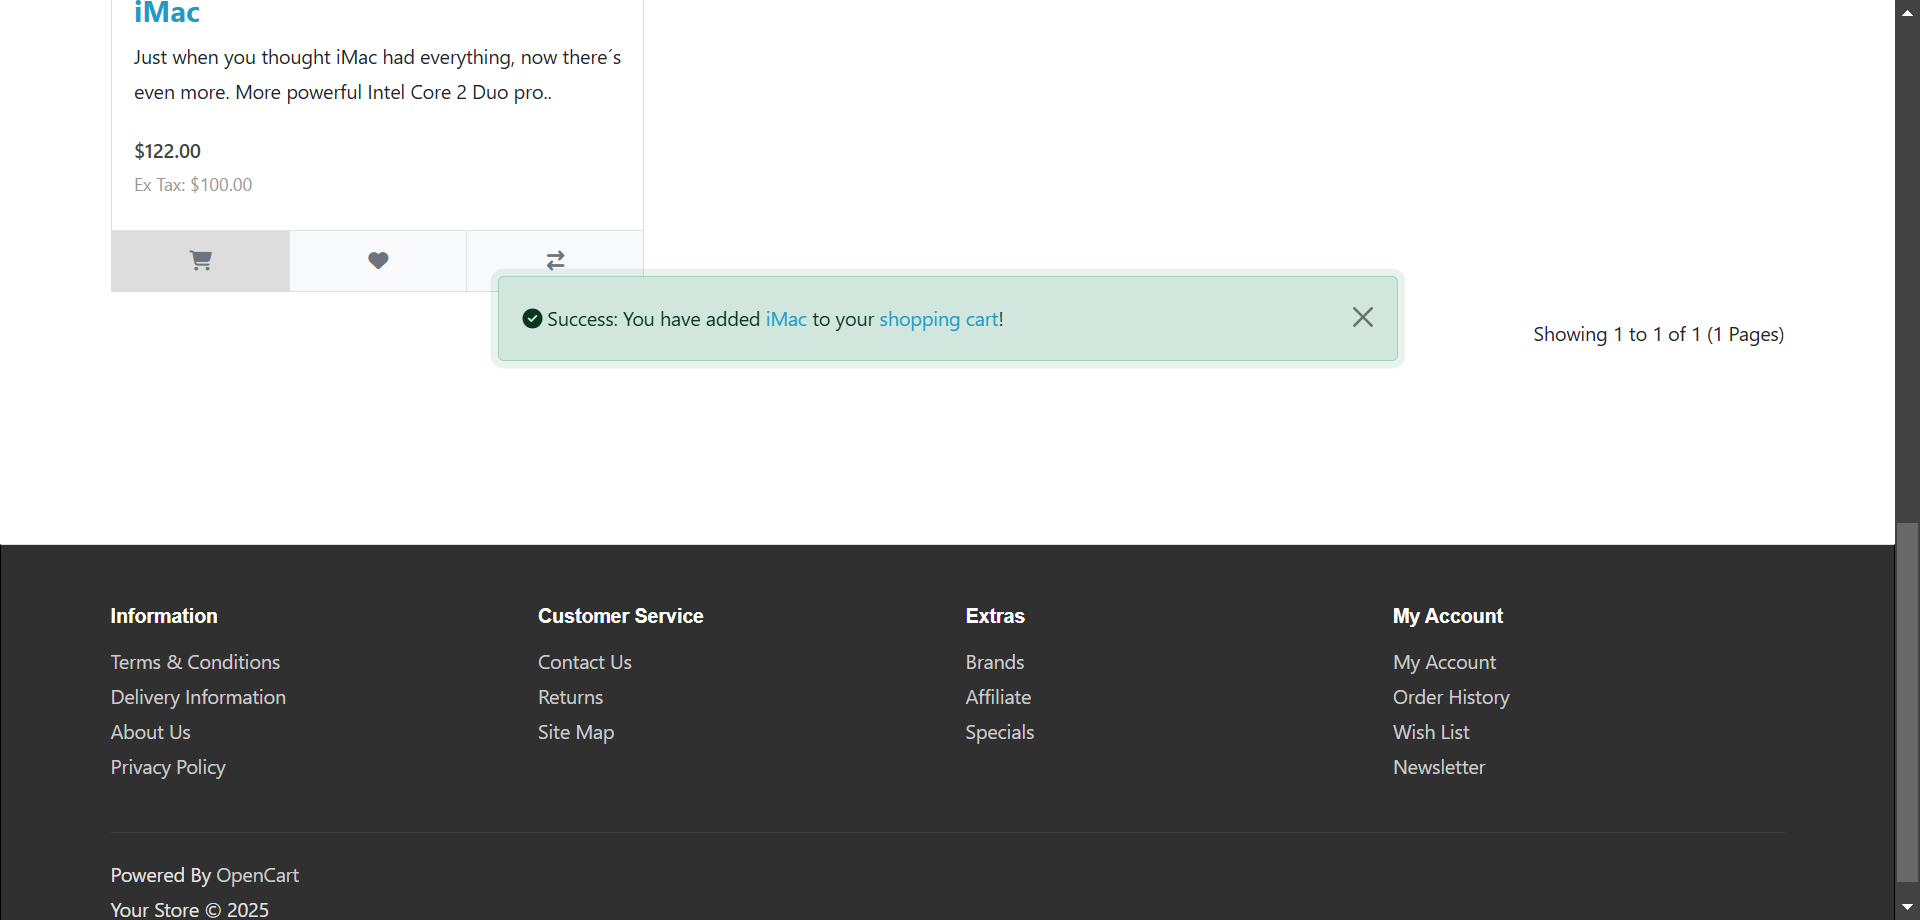 iMac
Just when you thought iMac had everything, now there´s
even more. More powerful Intel Core 2 Duo pro..
$122.00
Ex Tax: $100.00
Success: You have added iMac to your shopping cart!
Showing 1 to 1 of 1 (1 Pages)
Information
Terms & Conditions
Delivery Information
About Us
Privacy Policy
Customer Service
Contact Us
Returns
Site Map
Extras
Brands
Affiliate
Specials
My Account
My Account
Order History
Wish List
Newsletter
Powered By OpenCart
Your Store © 2025